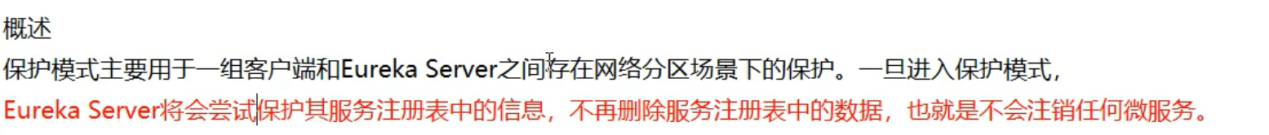 概述
保护模式主要用于一组客户端和Eureka Server之间存在网络分区场景下的保护。一旦进入保护模式，
Eureka Server将会尝试保护其服务注册表中的信息，不再删除服务注册表中的数据，也就是不会注销任何微服务。